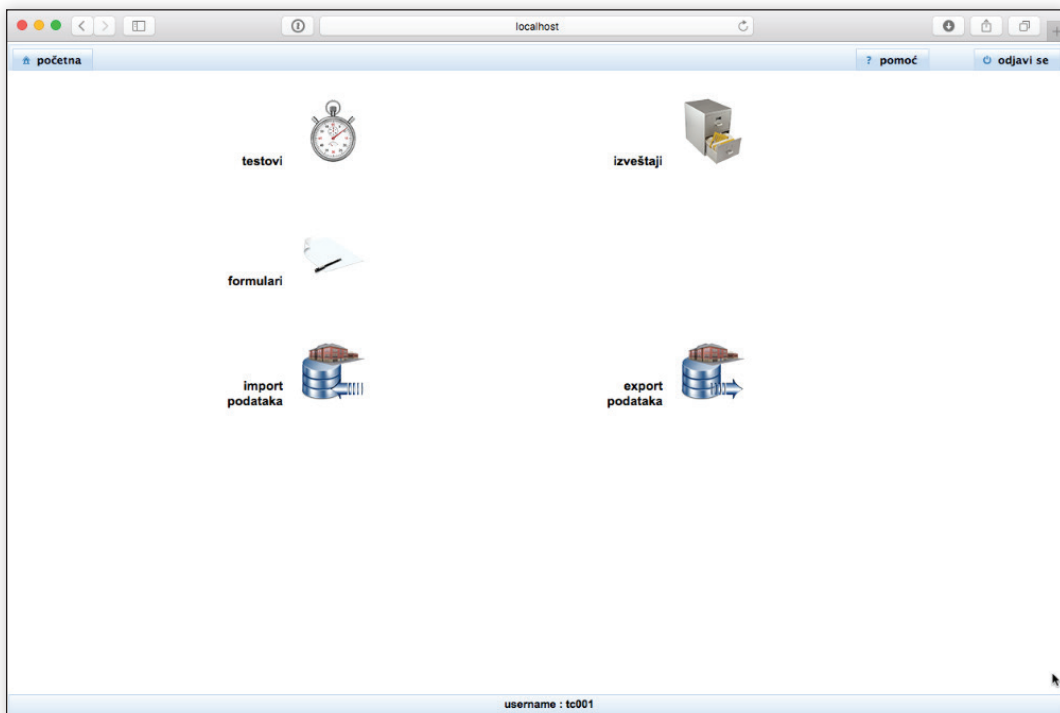 localhost
početna
? pomoć
odjavi se
testovi
izveštaji
formulari
import
podataka
export
podataka
username : tc001